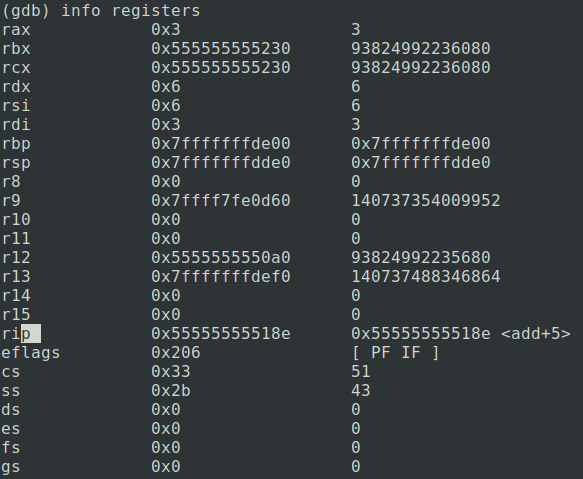 (gdb) info registers
rax 0x3 3
rbx 0x555555555230 93824992236080
rcx 0x555555555230 93824992236080
rdx 0x6 6
rsi 0x6 6
rdi 0x3 3
rbp 0x7fffffffde00 0x7fffffffde00
rsp 0x7fffffffdde0 0x7fffffffdde0
r8 0x0 0
r9 0x7ffff7fe0d60 140737354009952
r10 0x0 0
r11 0x0 0
r12 0x5555555550a0 93824992235680
r13 0x7fffffffdef0 140737488346864
r14 0x0 0
r15 0x0 0
rip 0x55555555518e 0x55555555518e <add+5>
eflags 0x206 [ PF IF ]
cs 0x33 51
ss 0x2b 43
ds 0x0 0
es 0x0 0
fs 0x0 0
gs 0x0 0